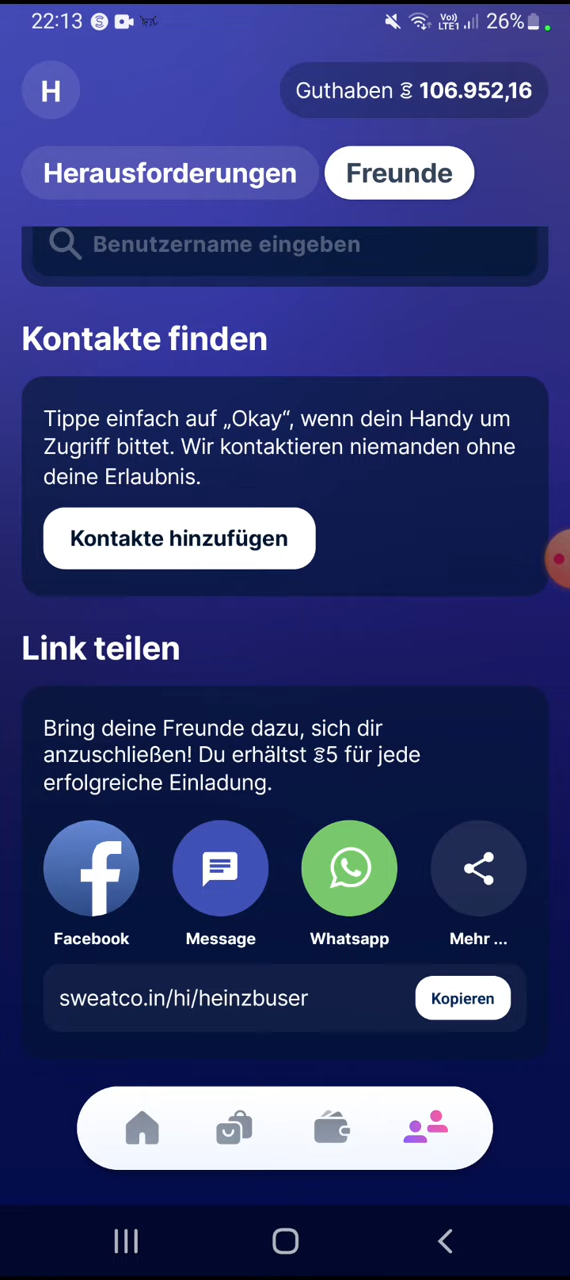 22:13 Vo)) LTE1 26%
H
Guthaben 106.952,16
Herausforderungen Freunde
Benutzername eingeben
Kontakte finden
Tippe einfach auf „Okay“, wenn dein Handy um
Zugriff bittet. Wir kontaktieren niemanden ohne
deine Erlaubnis.
Kontakte hinzufügen
Link teilen
Bring deine Freunde dazu, sich dir
anzuschließen! Du erhältst 5 für jede
erfolgreiche Einladung.
Facebook Message Whatsapp Mehr ...
sweatco.in/hi/heinzbuser Kopieren